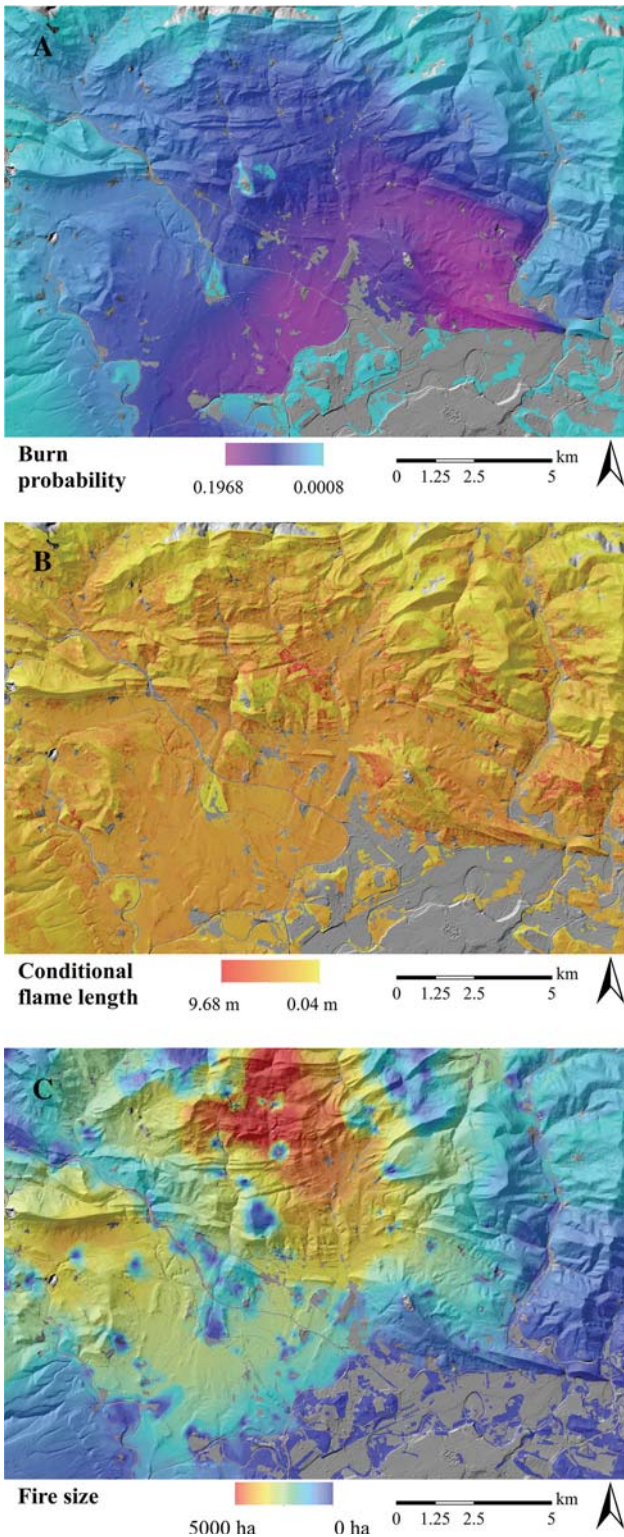 A
Burn
probability
0.1968 0.0008
km
0 1.25 2.5 5
B
Conditional
flame length
9.68 m 0.04 m
km
0 1.25 2.5 5
C
Fire size
5000 ha 0 ha
km
0 1.25 2.5 5